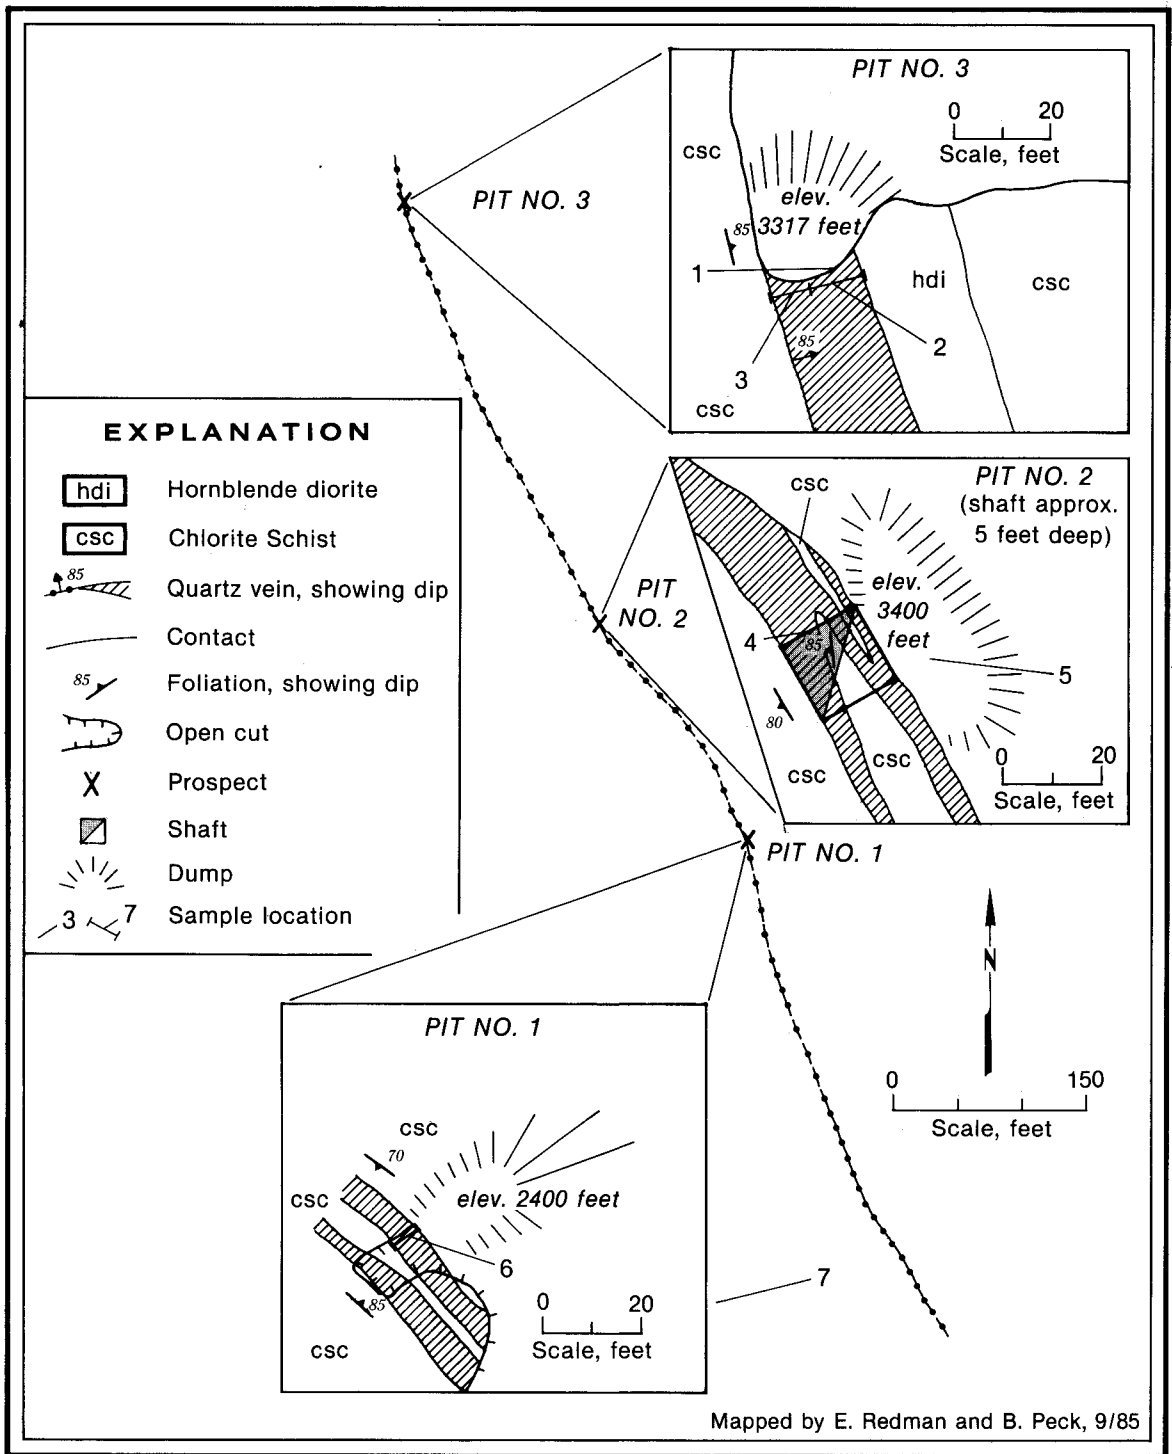 PIT NO. 3
0 20
Scale, feet
csc
elev.
3317 feet
85
1
hdi
csc
2
85
3
csc
PIT NO. 3
EXPLANATION
hdi Hornblende diorite
csc Chlorite Schist
85 Quartz vein, showing dip
Contact
85 Foliation, showing dip
Open cut
X Prospect
Shaft
Dump
3 7 Sample location
PIT NO. 2
(shaft approx.
5 feet deep)
csc
elev.
3400
feet
4
85
5
80
csc
csc
0 20
Scale, feet
PIT
NO. 2
PIT NO. 1
N
0 150
Scale, feet
PIT NO. 1
csc
70
csc
elev. 2400 feet
6
85
0 20
Scale, feet
csc
7
Mapped by E. Redman and B. Peck, 9/85